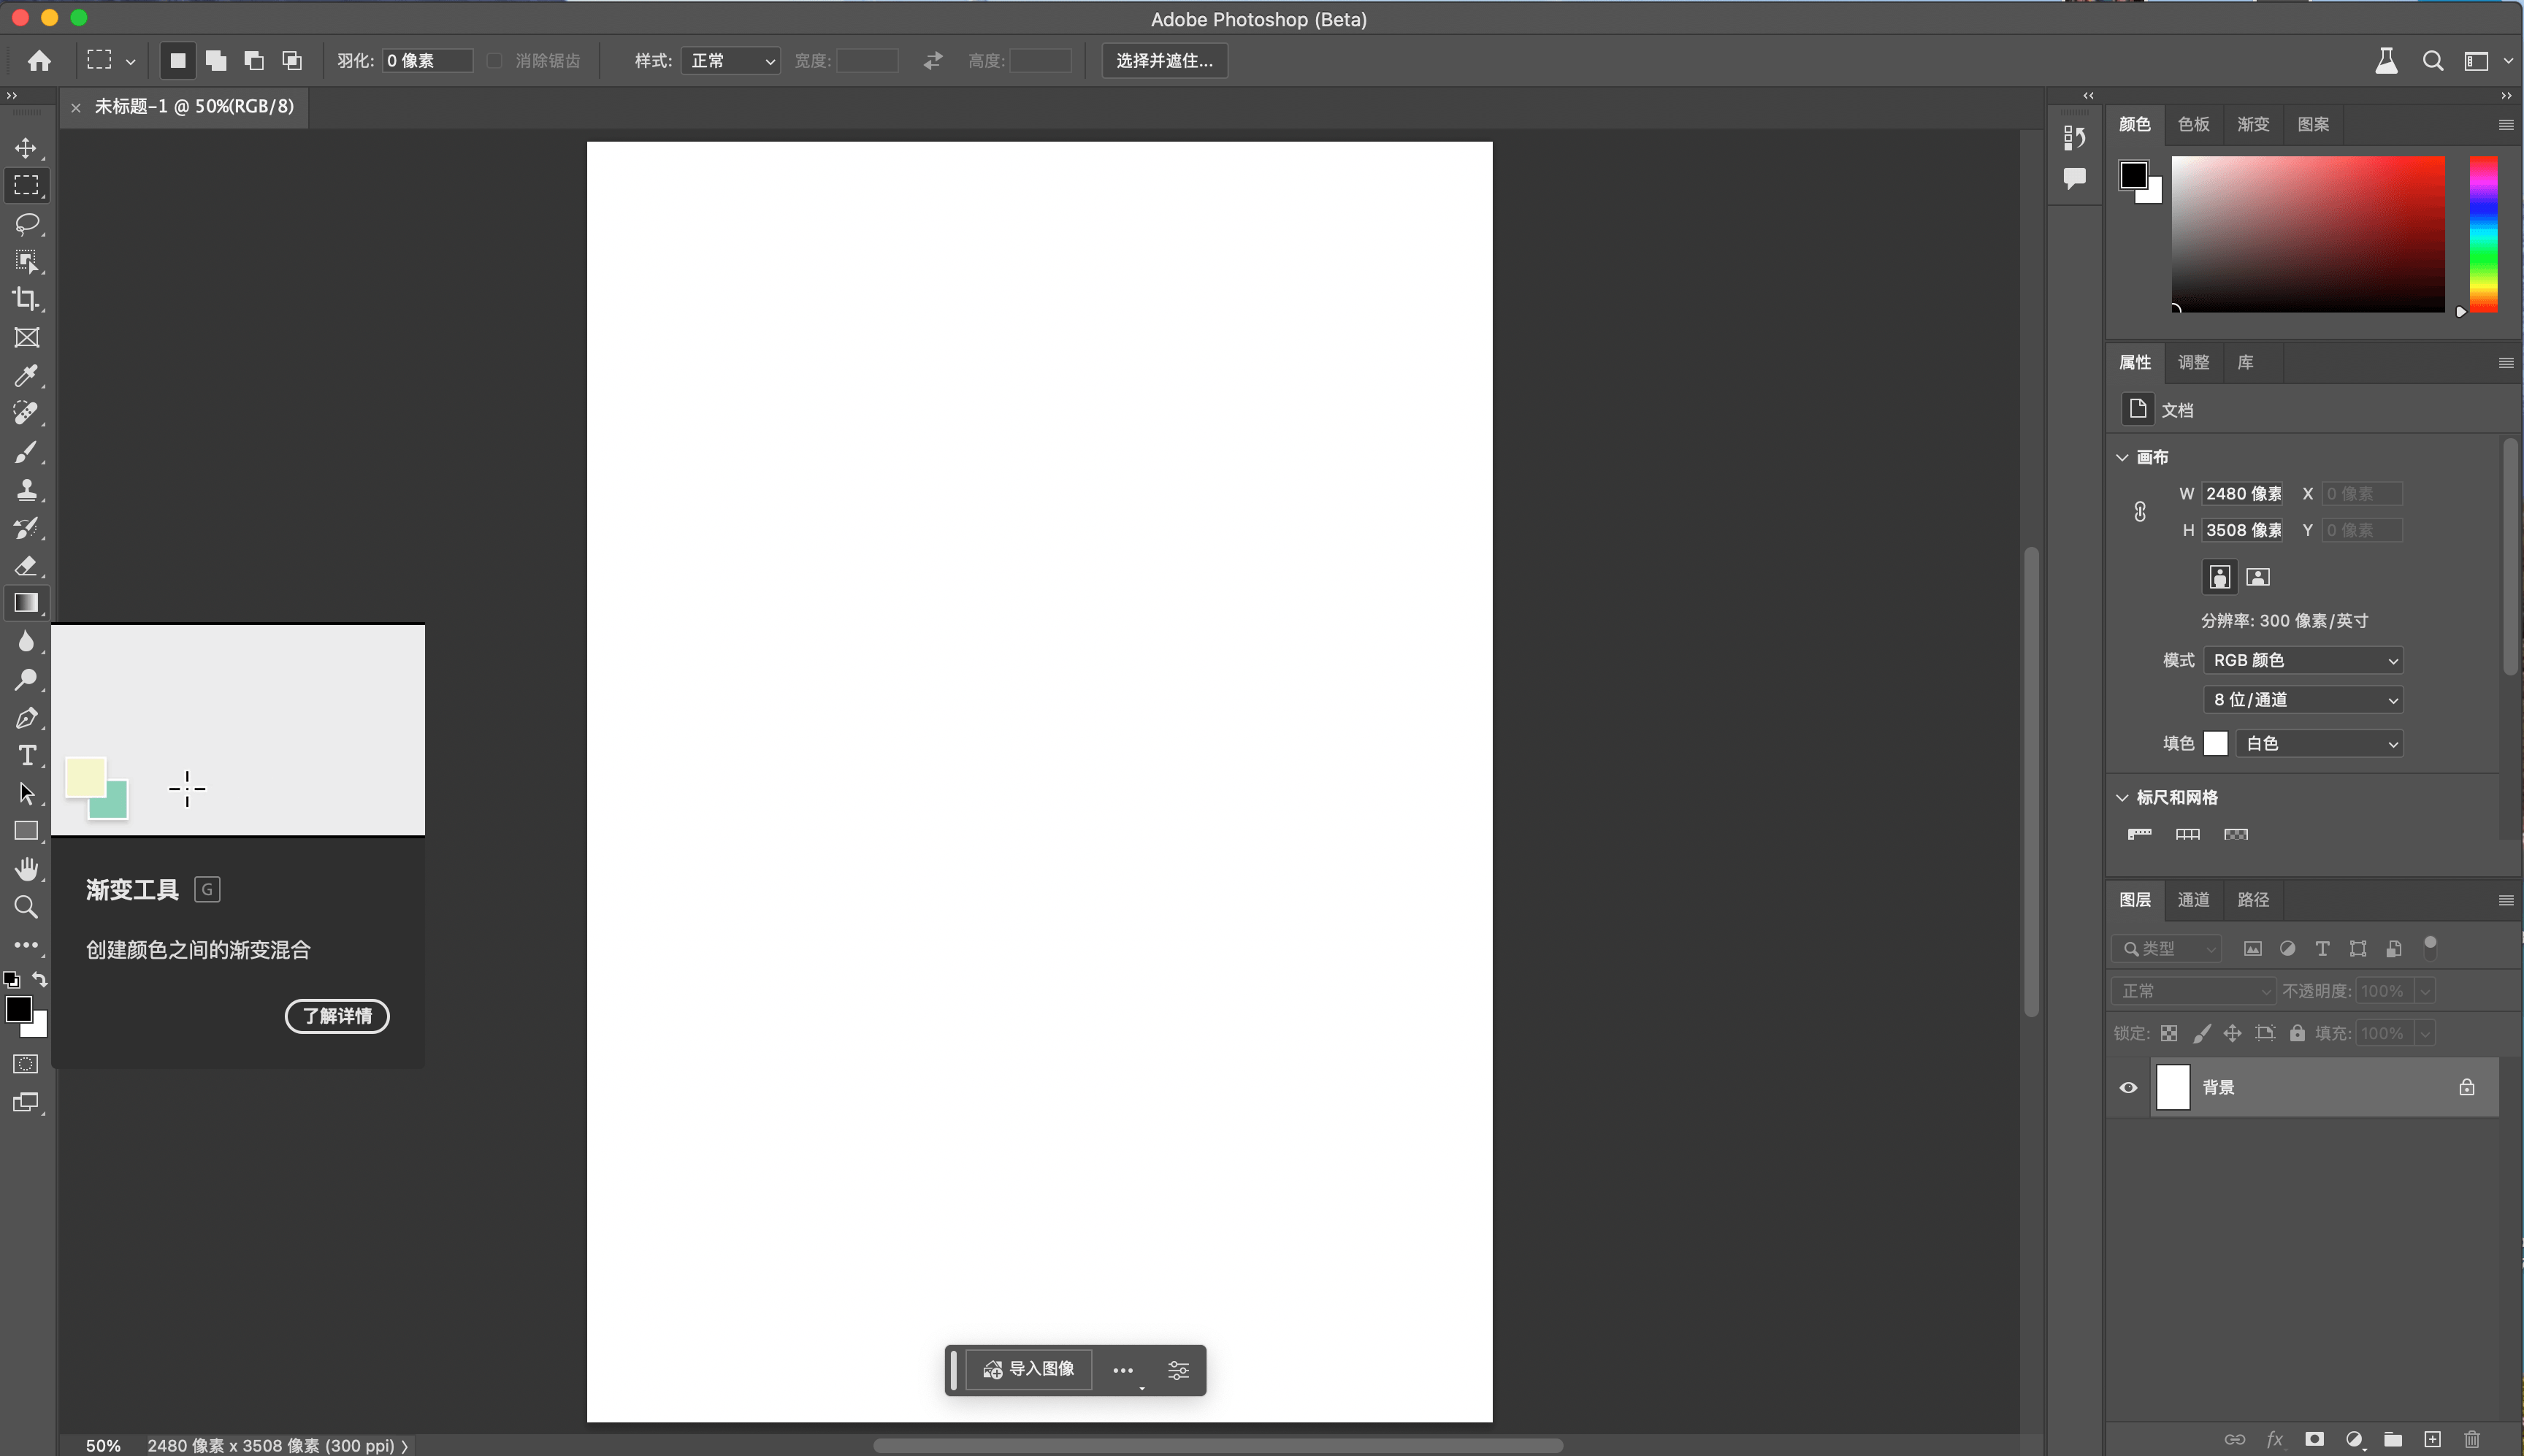 Adobe Photoshop (Beta)
羽化: 0 像素 消除锯齿 样式: 正常 宽度: 高度: 选择并遮住...
未标题-1 @ 50%(RGB/8)
颜色 色板 渐变 图案
属性 调整 库
文档
画布
W 2480 像素 X 0 像素
H 3508 像素 Y 0 像素
分辨率: 300 像素/英寸
模式 RGB 颜色
8 位/通道
填色 白色
标尺和网格
T
渐变工具 G
创建颜色之间的渐变混合
了解详情
图层 通道 路径
类型 T
正常 不透明度: 100%
锁定: 填充: 100%
背景
导入图像
fx
50% 2480 像素 x 3508 像素 (300 ppi)